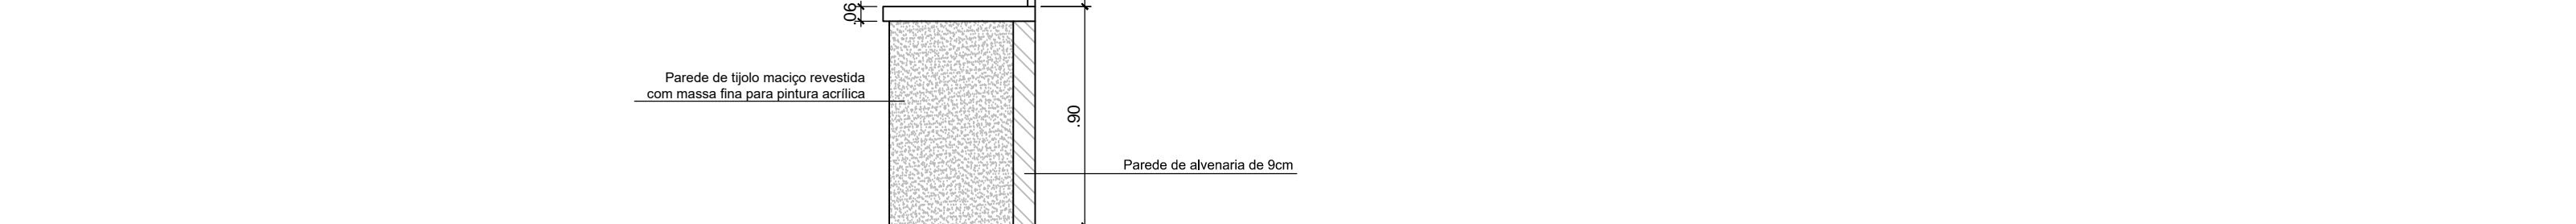 .06
Parede de tijolo maciço revestida
com massa fina para pintura acrílica
.90
Parede de alvenaria de 9cm